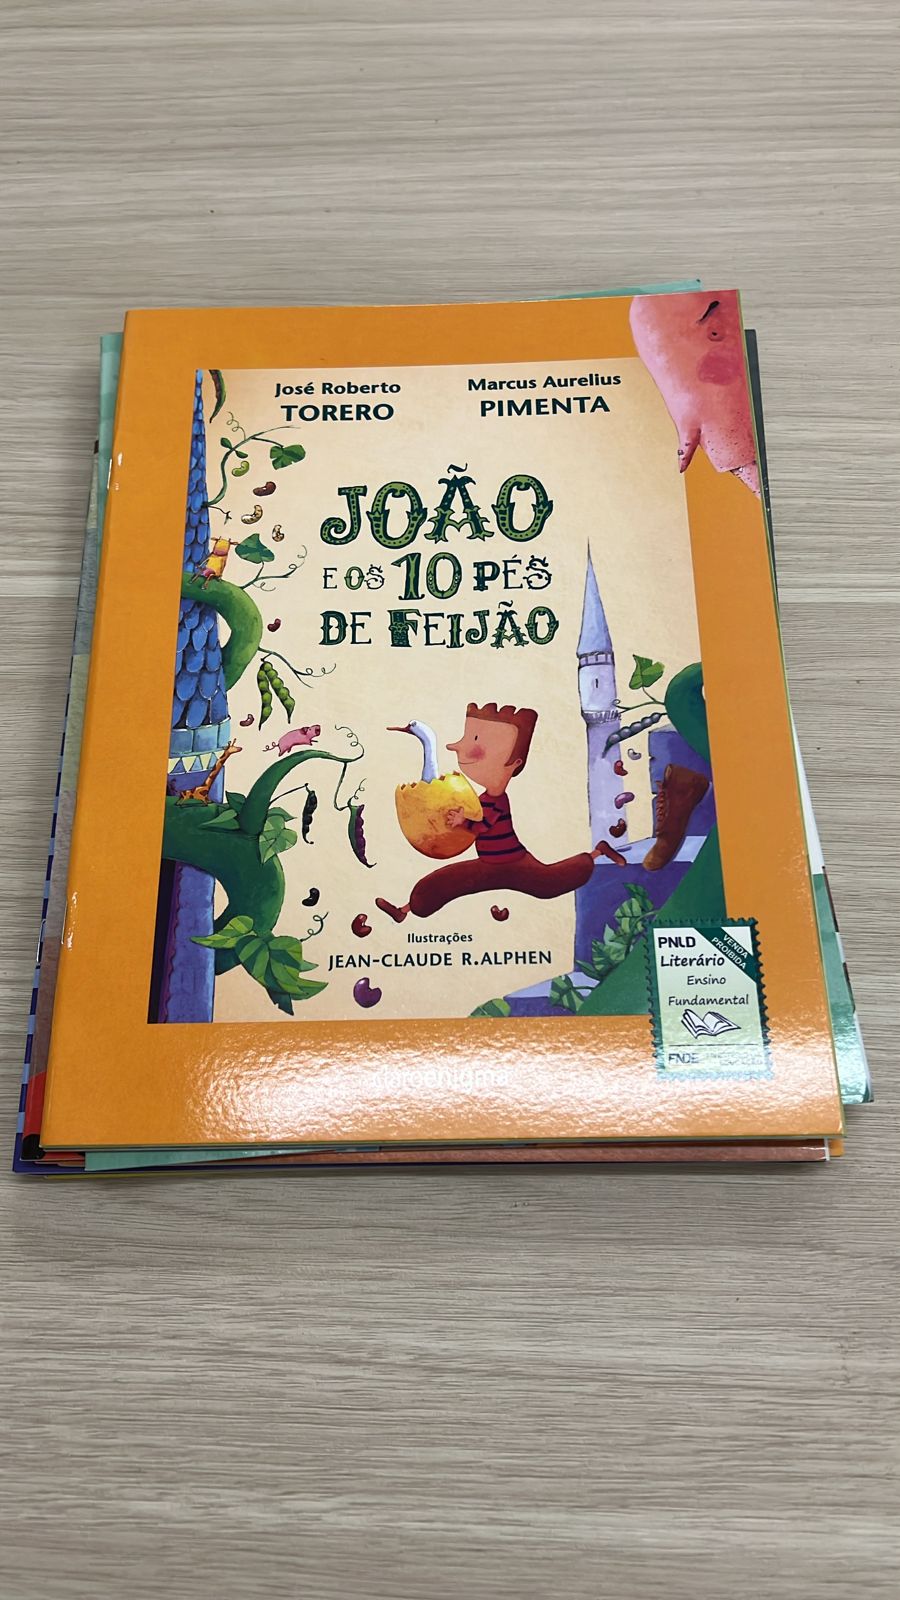 José Roberto
TORERO
Marcus Aurelius
PIMENTA
JOÃO
E OS 10 PÉS
DE FEIJÃO
Ilustrações
JEAN-CLAUDE R.ALPHEN
PNLD
VENDA
PROIBIDA
Literário
Ensino
Fundamental
FNDE
claroenigma